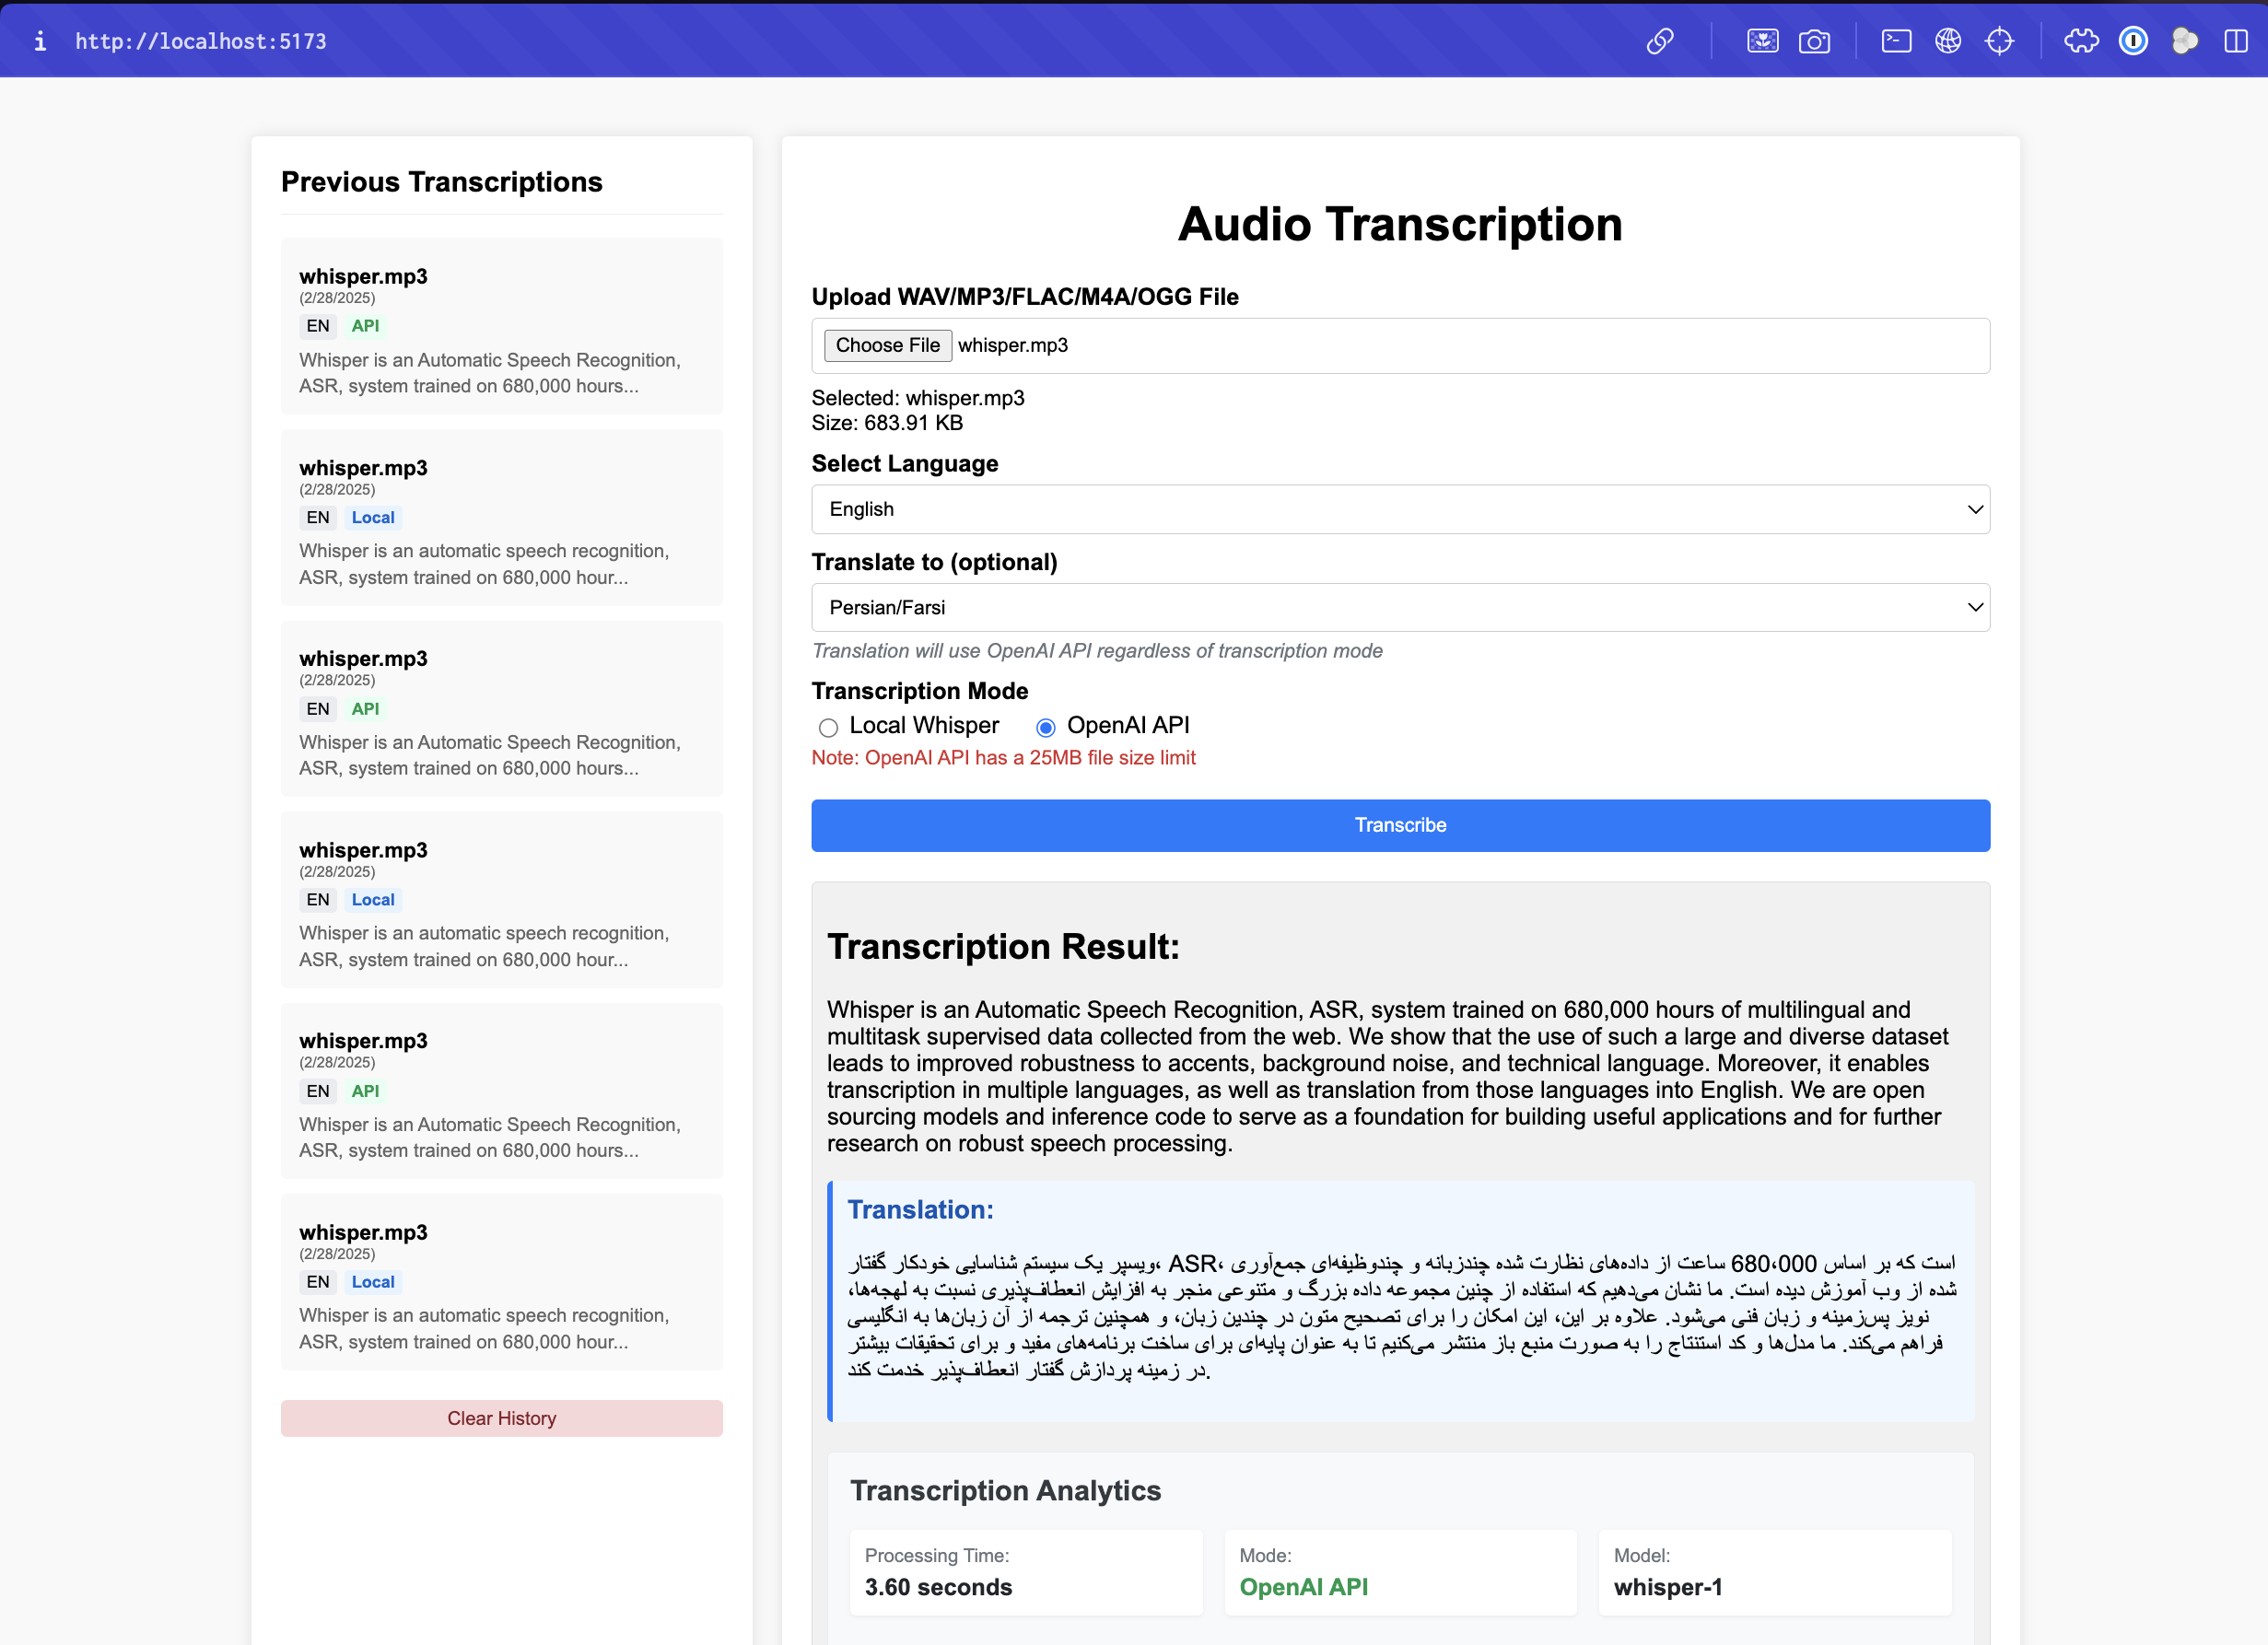 http://localhost:5173
Previous Transcriptions
whisper.mp3
(2/28/2025)
EN API
Whisper is an Automatic Speech Recognition,
ASR, system trained on 680,000 hours...
whisper.mp3
(2/28/2025)
EN Local
Whisper is an automatic speech recognition,
ASR, system trained on 680,000 hour...
whisper.mp3
(2/28/2025)
EN API
Whisper is an Automatic Speech Recognition,
ASR, system trained on 680,000 hours...
whisper.mp3
(2/28/2025)
EN Local
Whisper is an automatic speech recognition,
ASR, system trained on 680,000 hour...
whisper.mp3
(2/28/2025)
EN API
Whisper is an Automatic Speech Recognition,
ASR, system trained on 680,000 hours...
whisper.mp3
(2/28/2025)
EN Local
Whisper is an automatic speech recognition,
ASR, system trained on 680,000 hour...
Clear History
Audio Transcription
Upload WAV/MP3/FLAC/M4A/OGG File
Choose File whisper.mp3
Selected: whisper.mp3
Size: 683.91 KB
Select Language
English
Translate to (optional)
Persian/Farsi
Translation will use OpenAI API regardless of transcription mode
Transcription Mode
Local Whisper OpenAI API
Note: OpenAI API has a 25MB file size limit
Transcribe
Transcription Result:
Whisper is an Automatic Speech Recognition, ASR, system trained on 680,000 hours of multilingual and
multitask supervised data collected from the web. We show that the use of such a large and diverse dataset
leads to improved robustness to accents, background noise, and technical language. Moreover, it enables
transcription in multiple languages, as well as translation from those languages into English. We are open
sourcing models and inference code to serve as a foundation for building useful applications and for further
research on robust speech processing.
Translation:
ویسپر یک سیستم شناسایی خودکار گفتار، ASR، است که بر اساس 680،000 ساعت از داده‌های نظارت شده چندزبانه و چندوظیفه‌ای جمع‌آوری
شده از وب آموزش دیده است. ما نشان می‌دهیم که استفاده از چنین مجموعه داده بزرگ و متنوعی منجر به افزایش انعطاف‌پذیری نسبت به لهجه‌ها،
نویز پس‌زمینه و زبان فنی می‌شود. علاوه بر این، این امکان را برای تصحیح متون در چندین زبان، و همچنین ترجمه از آن زبان‌ها به انگلیسی
فراهم می‌کند. ما مدل‌ها و کد استنتاج را به صورت منبع باز منتشر می‌کنیم تا به عنوان پایه‌ای برای ساخت برنامه‌های مفید و برای تحقیقات بیشتر
در زمینه پردازش گفتار انعطاف‌پذیر خدمت کند.
Transcription Analytics
Processing Time:
3.60 seconds
Mode:
OpenAI API
Model:
whisper-1